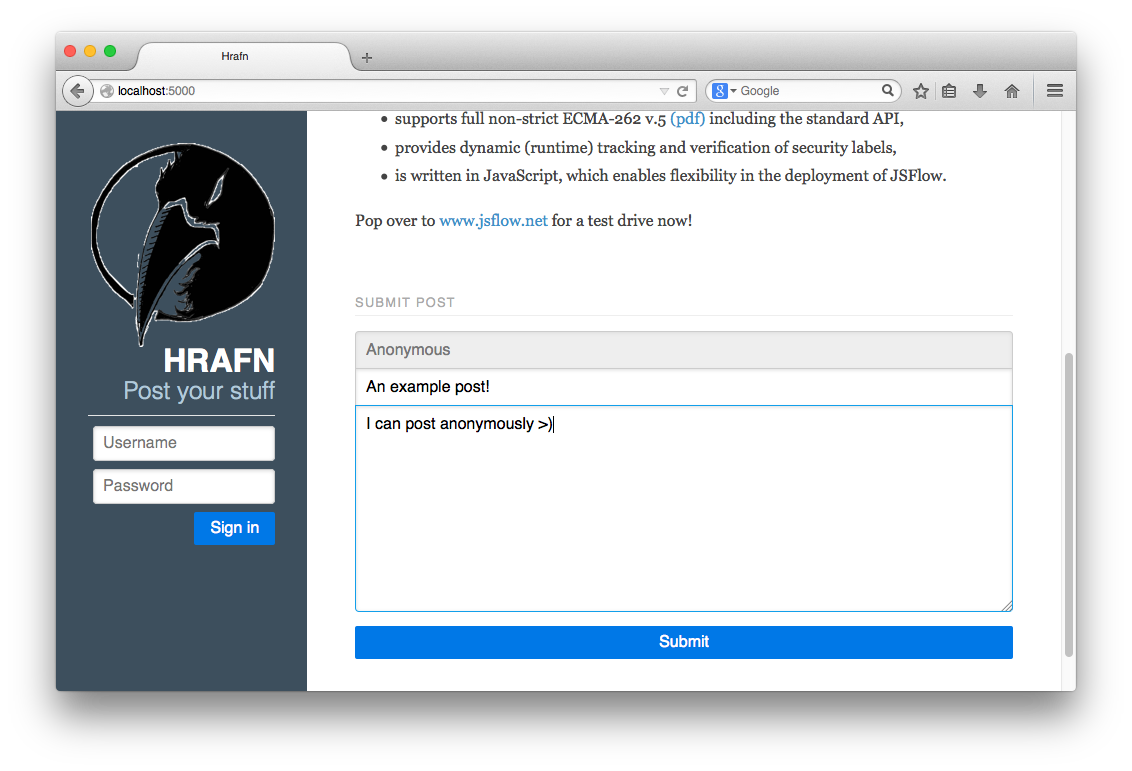 Hrafn
localhost:5000
Google
• supports full non-strict ECMA-262 v.5 (pdf) including the standard API,
• provides dynamic (runtime) tracking and verification of security labels,
• is written in JavaScript, which enables flexibility in the deployment of JSFlow.
Pop over to www.jsflow.net for a test drive now!
SUBMIT POST
Anonymous
An example post!
I can post anonymously >)
Submit
HRAFN
Post your stuff
Username
Password
Sign in